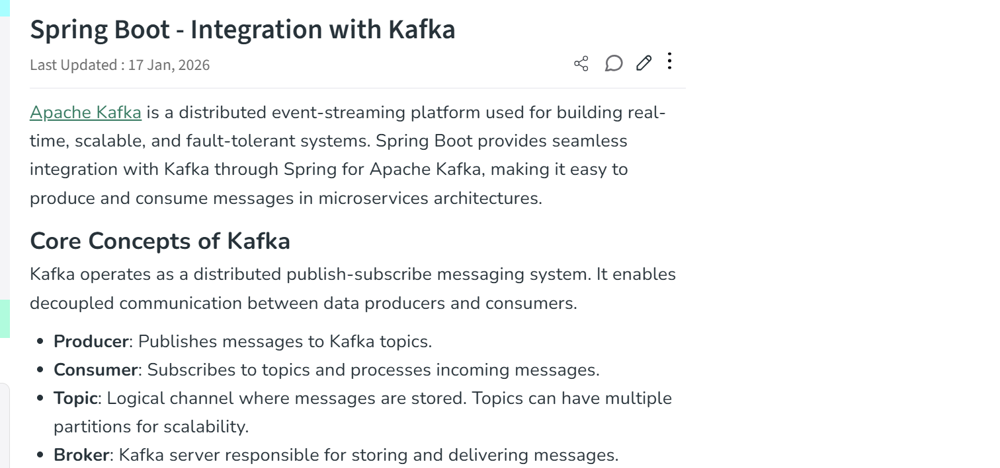 Spring Boot - Integration with Kafka
Last Updated : 17 Jan, 2026
Apache Kafka is a distributed event-streaming platform used for building real-
time, scalable, and fault-tolerant systems. Spring Boot provides seamless
integration with Kafka through Spring for Apache Kafka, making it easy to
produce and consume messages in microservices architectures.
Core Concepts of Kafka
Kafka operates as a distributed publish-subscribe messaging system. It enables
decoupled communication between data producers and consumers.
• Producer: Publishes messages to Kafka topics.
• Consumer: Subscribes to topics and processes incoming messages.
• Topic: Logical channel where messages are stored. Topics can have multiple
partitions for scalability.
• Broker: Kafka server responsible for storing and delivering messages.